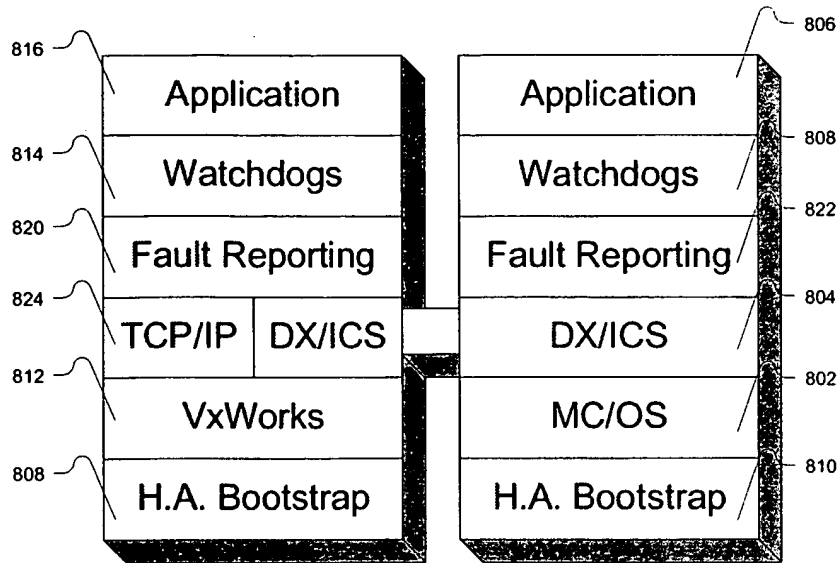 806
816
Application
Application
814
808
Watchdogs
Watchdogs
820
822
Fault Reporting
Fault Reporting
824
804
TCP/IP
DX/ICS
DX/ICS
812
802
VxWorks
MC/OS
808
810
H.A. Bootstrap
H.A. Bootstrap